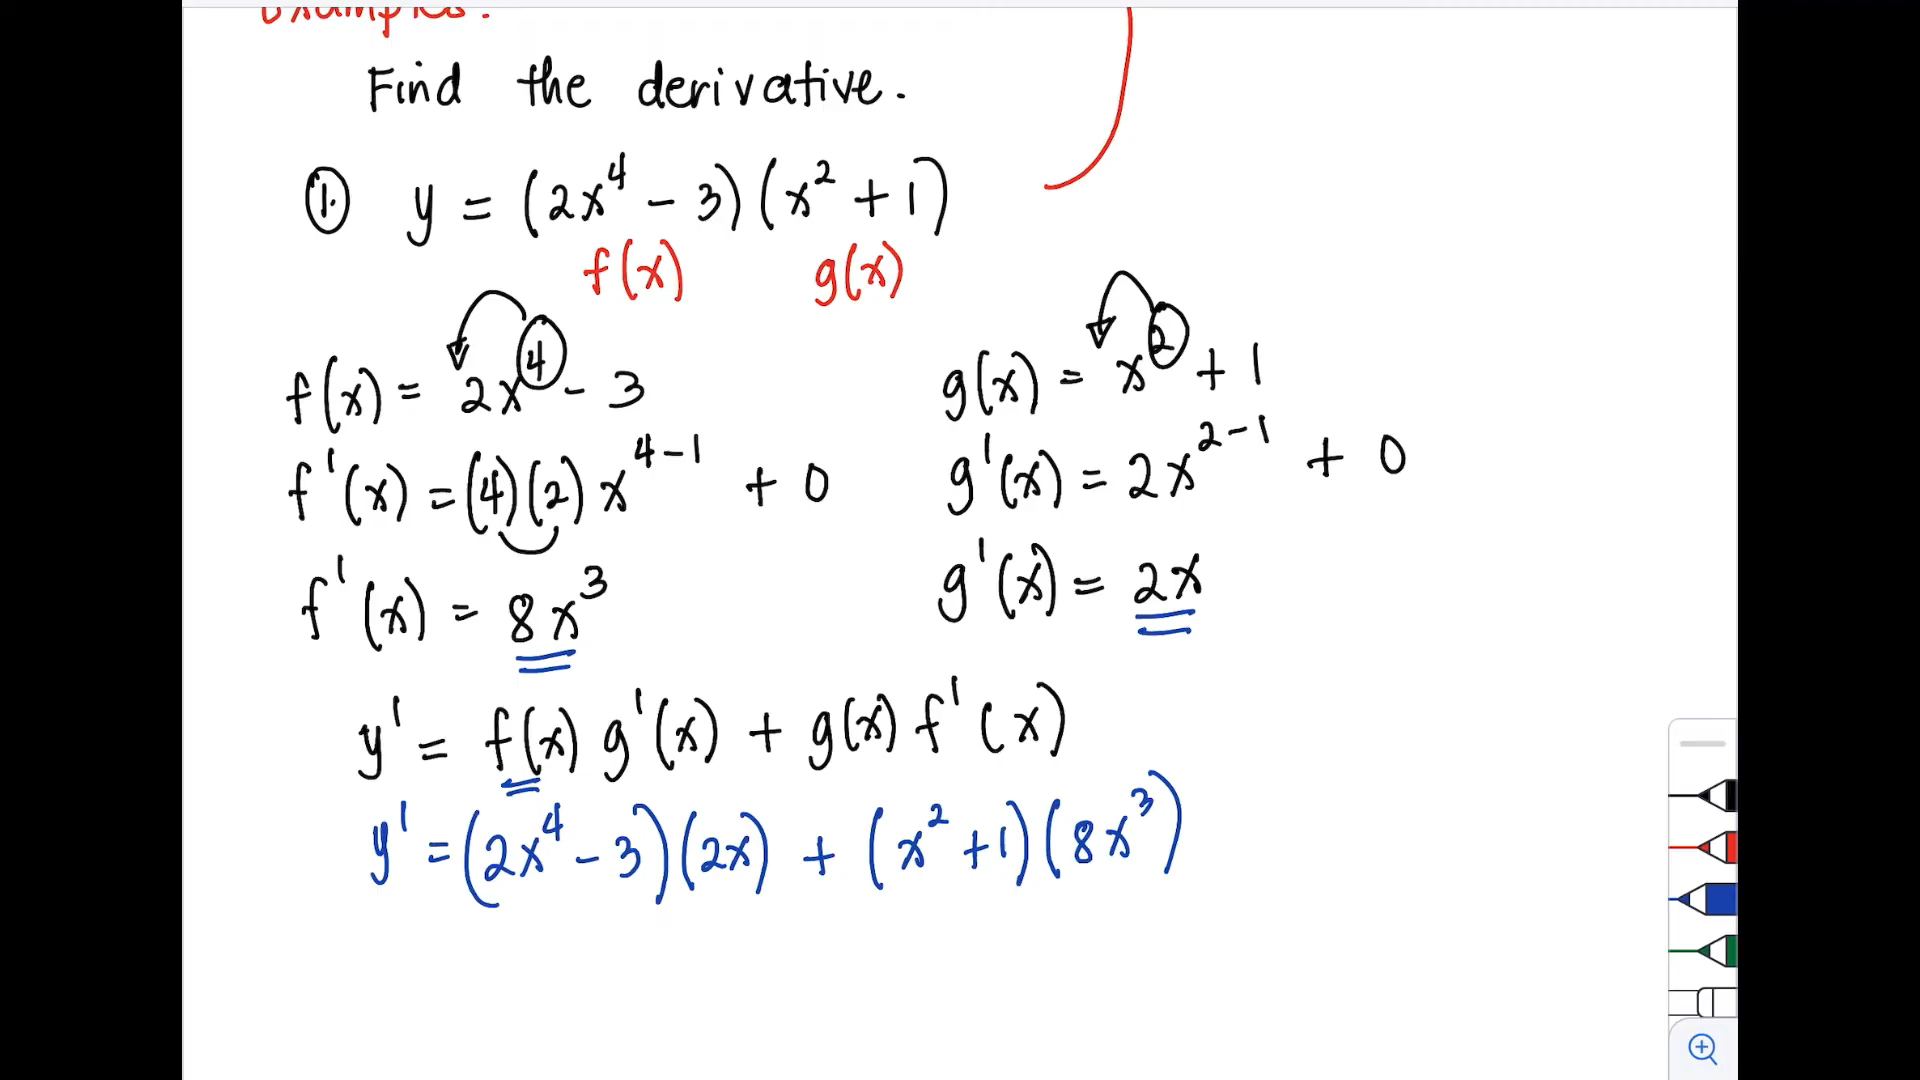 Examples:
Find the derivative.
1. y = (2x⁴ - 3)(x² + 1)
f(x) g(x)
f(x) = 2x⁴ - 3
f'(x) = (4)(2)x⁴⁻¹ + 0
f'(x) = 8x³
g(x) = x² + 1
g'(x) = 2x²⁻¹ + 0
g'(x) = 2x
y' = f(x) g'(x) + g(x) f'(x)
y' = (2x⁴ - 3)(2x) + (x² + 1)(8x³)